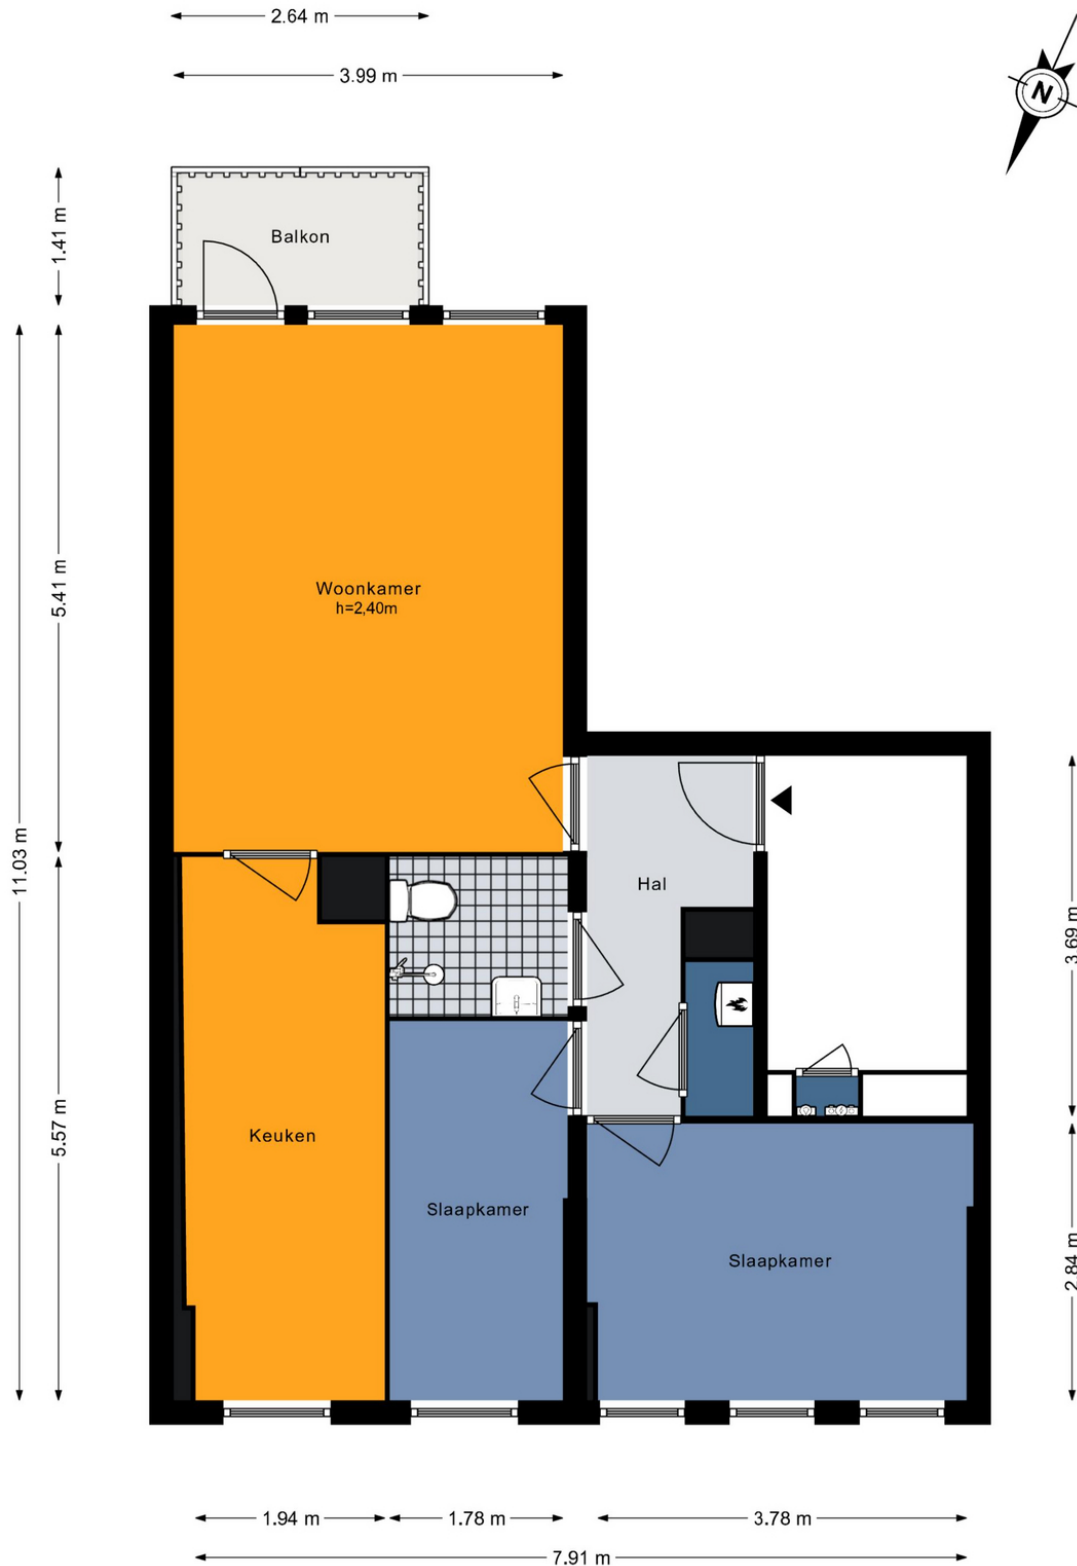 2.64 m
3.99 m
N
1.41 m
Balkon
5.41 m
Woonkamer
h=2,40m
11.03 m
Hal
3.69 m
5.57 m
Keuken
Slaapkamer
Slaapkamer
2.84 m
1.94 m
1.78 m
3.78 m
7.91 m